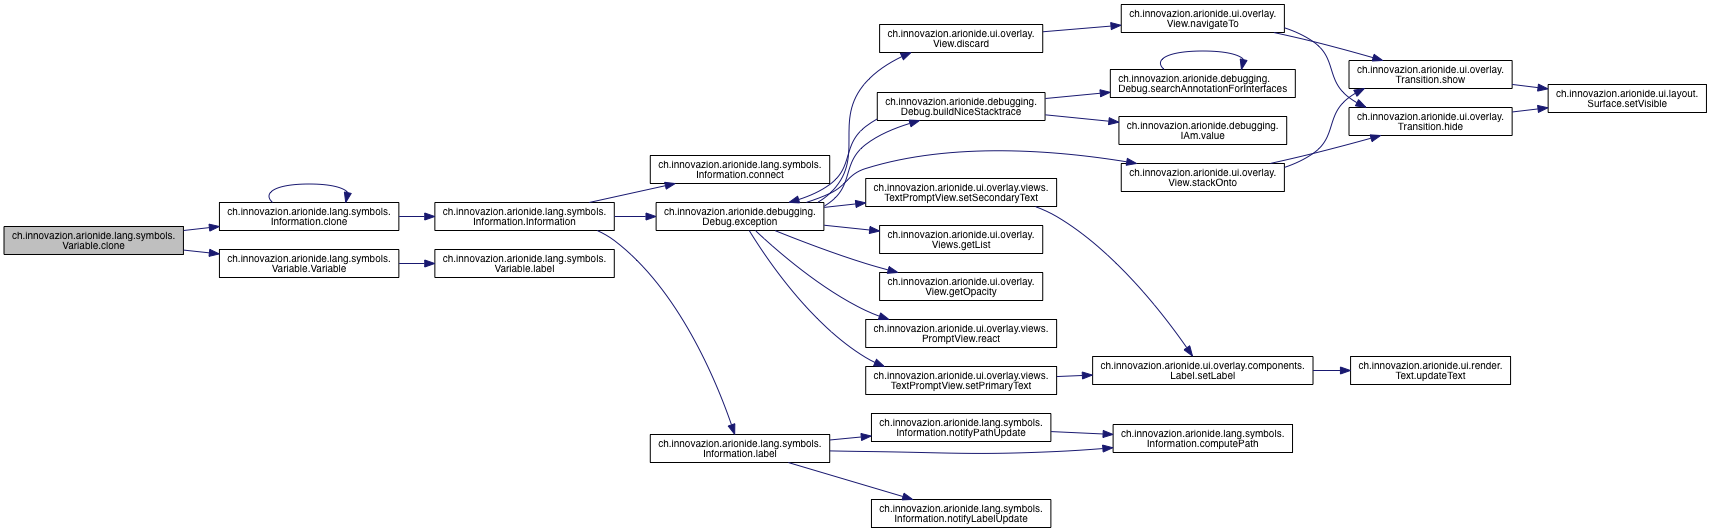 ch.innovazion.arionide.lang.symbols.
Variable.clone
ch.innovazion.arionide.lang.symbols.
Information.clone
ch.innovazion.arionide.lang.symbols.
Variable.Variable
ch.innovazion.arionide.lang.symbols.
Information.Information
ch.innovazion.arionide.lang.symbols.
Variable.label
ch.innovazion.arionide.lang.symbols.
Information.connect
ch.innovazion.arionide.debugging.
Debug.exception
ch.innovazion.arionide.lang.symbols.
Information.label
ch.innovazion.arionide.ui.overlay.
View.discard
ch.innovazion.arionide.debugging.
Debug.buildNiceStacktrace
ch.innovazion.arionide.ui.overlay.views.
TextPromptView.setSecondaryText
ch.innovazion.arionide.ui.overlay.
Views.getList
ch.innovazion.arionide.ui.overlay.
View.getOpacity
ch.innovazion.arionide.ui.overlay.views.
PromptView.react
ch.innovazion.arionide.ui.overlay.views.
TextPromptView.setPrimaryText
ch.innovazion.arionide.lang.symbols.
Information.notifyPathUpdate
ch.innovazion.arionide.lang.symbols.
Information.notifyLabelUpdate
ch.innovazion.arionide.ui.overlay.
View.navigateTo
ch.innovazion.arionide.debugging.
Debug.searchAnnotationForInterfaces
ch.innovazion.arionide.debugging.
IAm.value
ch.innovazion.arionide.ui.overlay.
View.stackOnto
ch.innovazion.arionide.ui.overlay.components.
Label.setLabel
ch.innovazion.arionide.lang.symbols.
Information.computePath
ch.innovazion.arionide.ui.overlay.
Transition.show
ch.innovazion.arionide.ui.overlay.
Transition.hide
ch.innovazion.arionide.ui.render.
Text.updateText
ch.innovazion.arionide.ui.layout.
Surface.setVisible